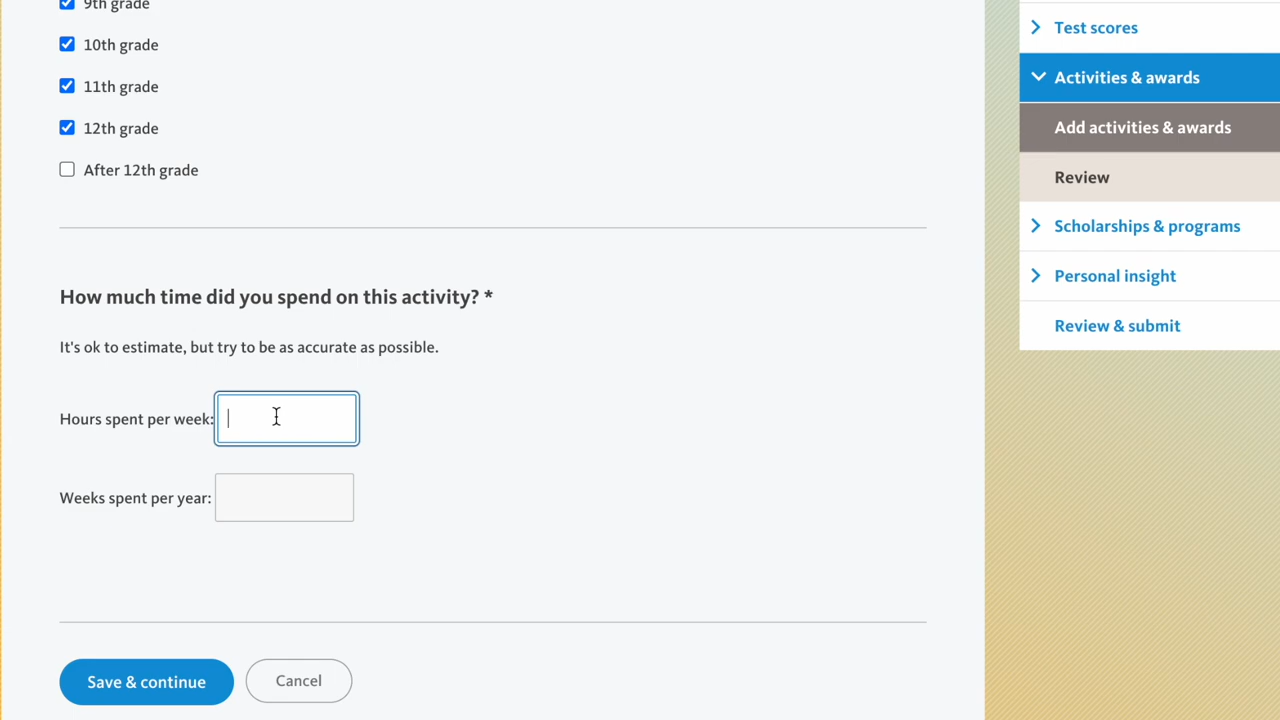 9th grade
10th grade
11th grade
12th grade
After 12th grade
How much time did you spend on this activity? *
It's ok to estimate, but try to be as accurate as possible.
Hours spent per week:
Weeks spent per year:
Save & continue
Cancel
Test scores
Activities & awards
Add activities & awards
Review
Scholarships & programs
Personal insight
Review & submit